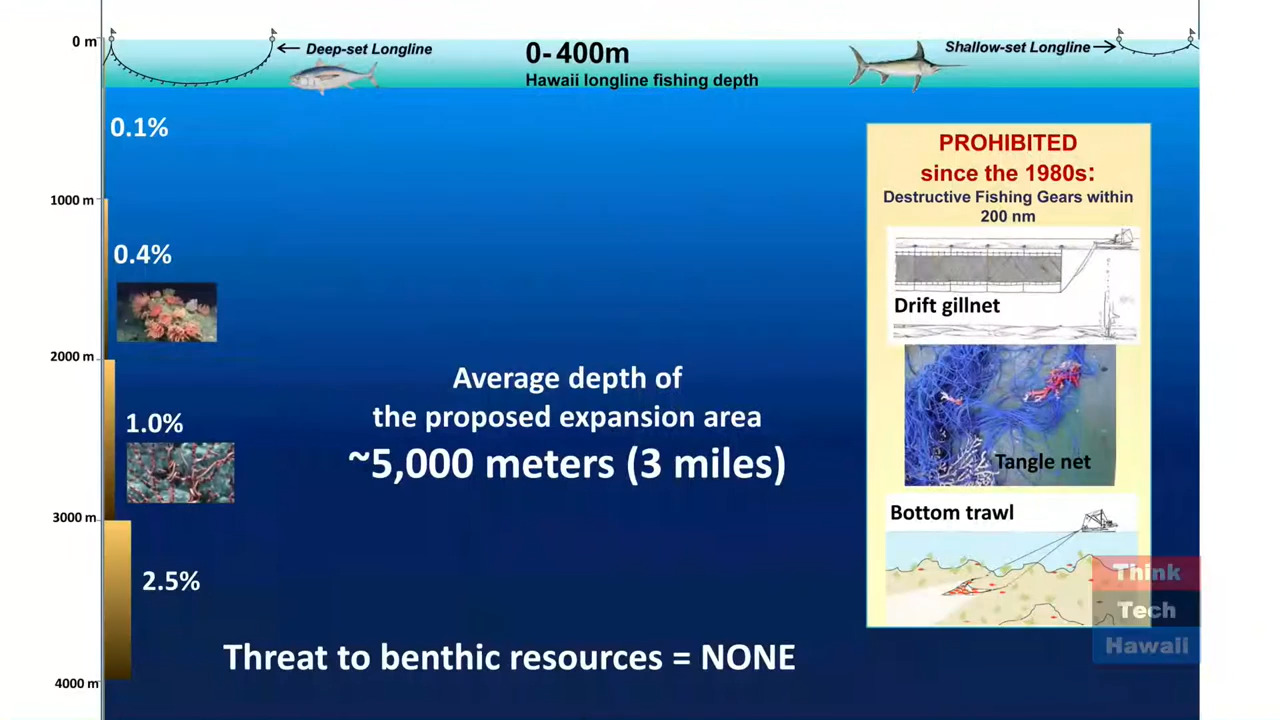 0 m
Deep-set Longline
0-400m
Hawaii longline fishing depth
Shallow-set Longline
0.1%
1000 m
0.4%
2000 m
1.0%
3000 m
2.5%
4000 m
Average depth of
the proposed expansion area
~5,000 meters (3 miles)
Threat to benthic resources = NONE
PROHIBITED
since the 1980s:
Destructive Fishing Gears within
200 nm
Drift gillnet
Tangle net
Bottom trawl
Think
Tech
Hawaii